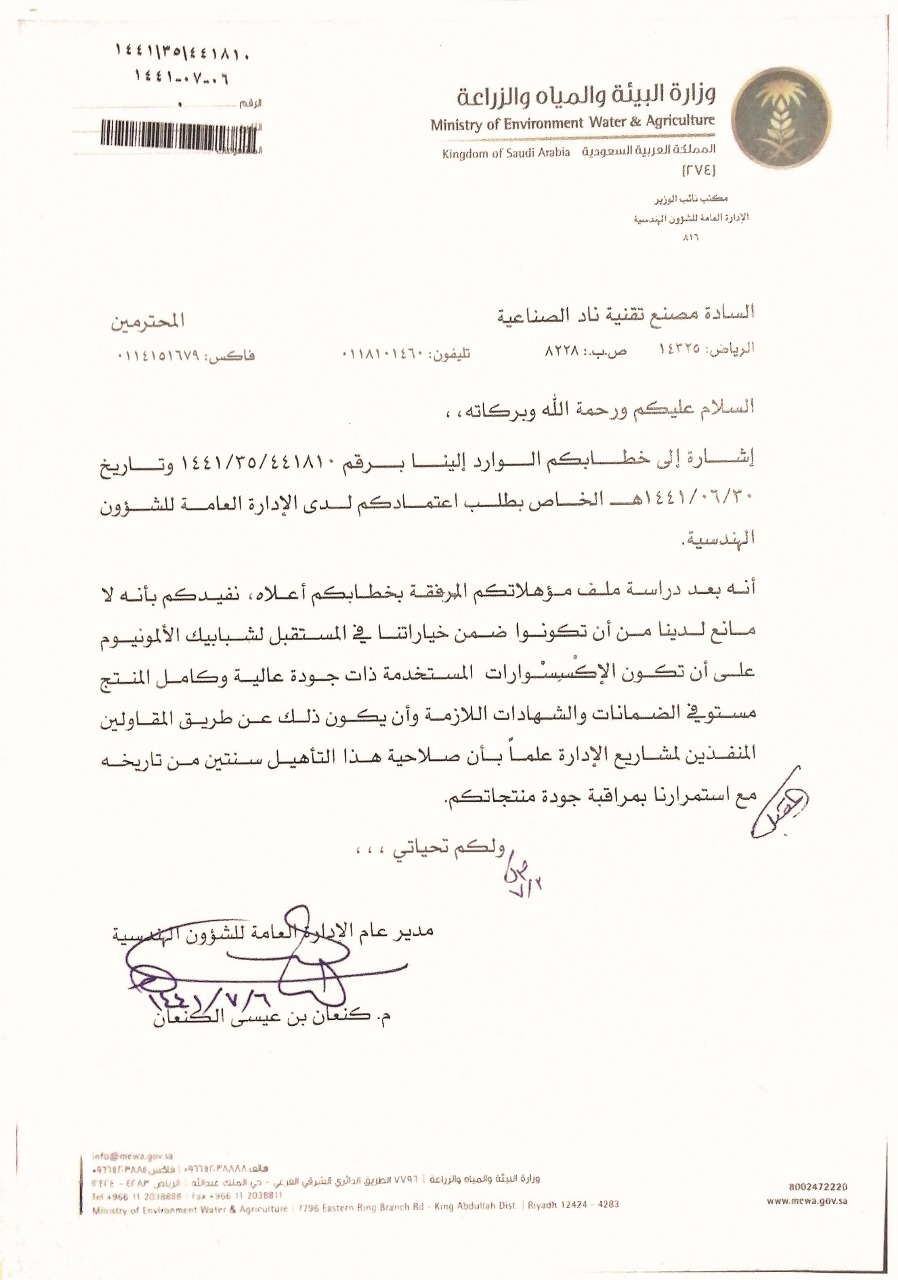 ١٤٤١\٣٥\٤٤١٨١٠
١٤٤١-٠٧-٠٦
الرقم
وزارة البيئة والمياه والزراعة
Ministry of Environment Water & Agriculture
المملكة العربية السعودية Kingdom of Saudi Arabia
(٢٧٤)
مكتب نائب الوزير
الإدارة العامة للشؤون الهندسية
٨١٦
السادة مصنع تقنية ناد الصناعية المحترمين
الرياض: ١٤٣٢٥ ص.ب.: ٨٢٢٨ تليفون: ٠١١٨١٠١٤٦٠ فاكس: ٠١١٤١٥١٦٧٩
السلام عليكم ورحمة الله وبركاته،،
إشارة إلى خطابكم الوارد إلينا برقم ١٤٤١/٣٥/٤٤١٨١٠ وتاريخ
١٤٤١/٠٦/٣٠هـ الخاص بطلب اعتمادكم لدى الإدارة العامة للشؤون
الهندسية.
أنه بعد دراسة ملف مؤهلاتكم المرفقة بخطابكم أعلاه، نفيدكم بأنه لا
مانع لدينا من أن تكونوا ضمن خياراتنا في المستقبل لشبابيك الألمونيوم
على أن تكون الإكْسِسْوارات المستخدمة ذات جودة عالية وكامل المنتج
مستوفي الضمانات والشهادات اللازمة وأن يكون ذلك عن طريق المقاولين
المنفذين لمشاريع الإدارة علماً بأن صلاحية هذا التأهيل سنتين من تاريخه
مع استمرارنا بمراقبة جودة منتجاتكم.
ولكم تحياتي ،،،
٧/٢
مدير عام الادارة العامة للشؤون الهندسية
١٤٤١/٧/٦
م. كنعان بن عيسى الكنعان
info@mewa.gov.sa
وزارة البيئة والمياه والزراعة | ٧٧٩٦ الطريق الدائري الشرقي الفرعي - حي الملك عبدالله | الرياض ١٢٤٢٤ - ٤٢٨٣
Tel +966 11 2038888 | Fax +966 11 2038811
Ministry of Environment Water & Agriculture | 7796 Eastern Ring Branch Rd - King Abdullah Dist. | Riyadh 12424 - 4283
8002472220
www.mewa.gov.sa